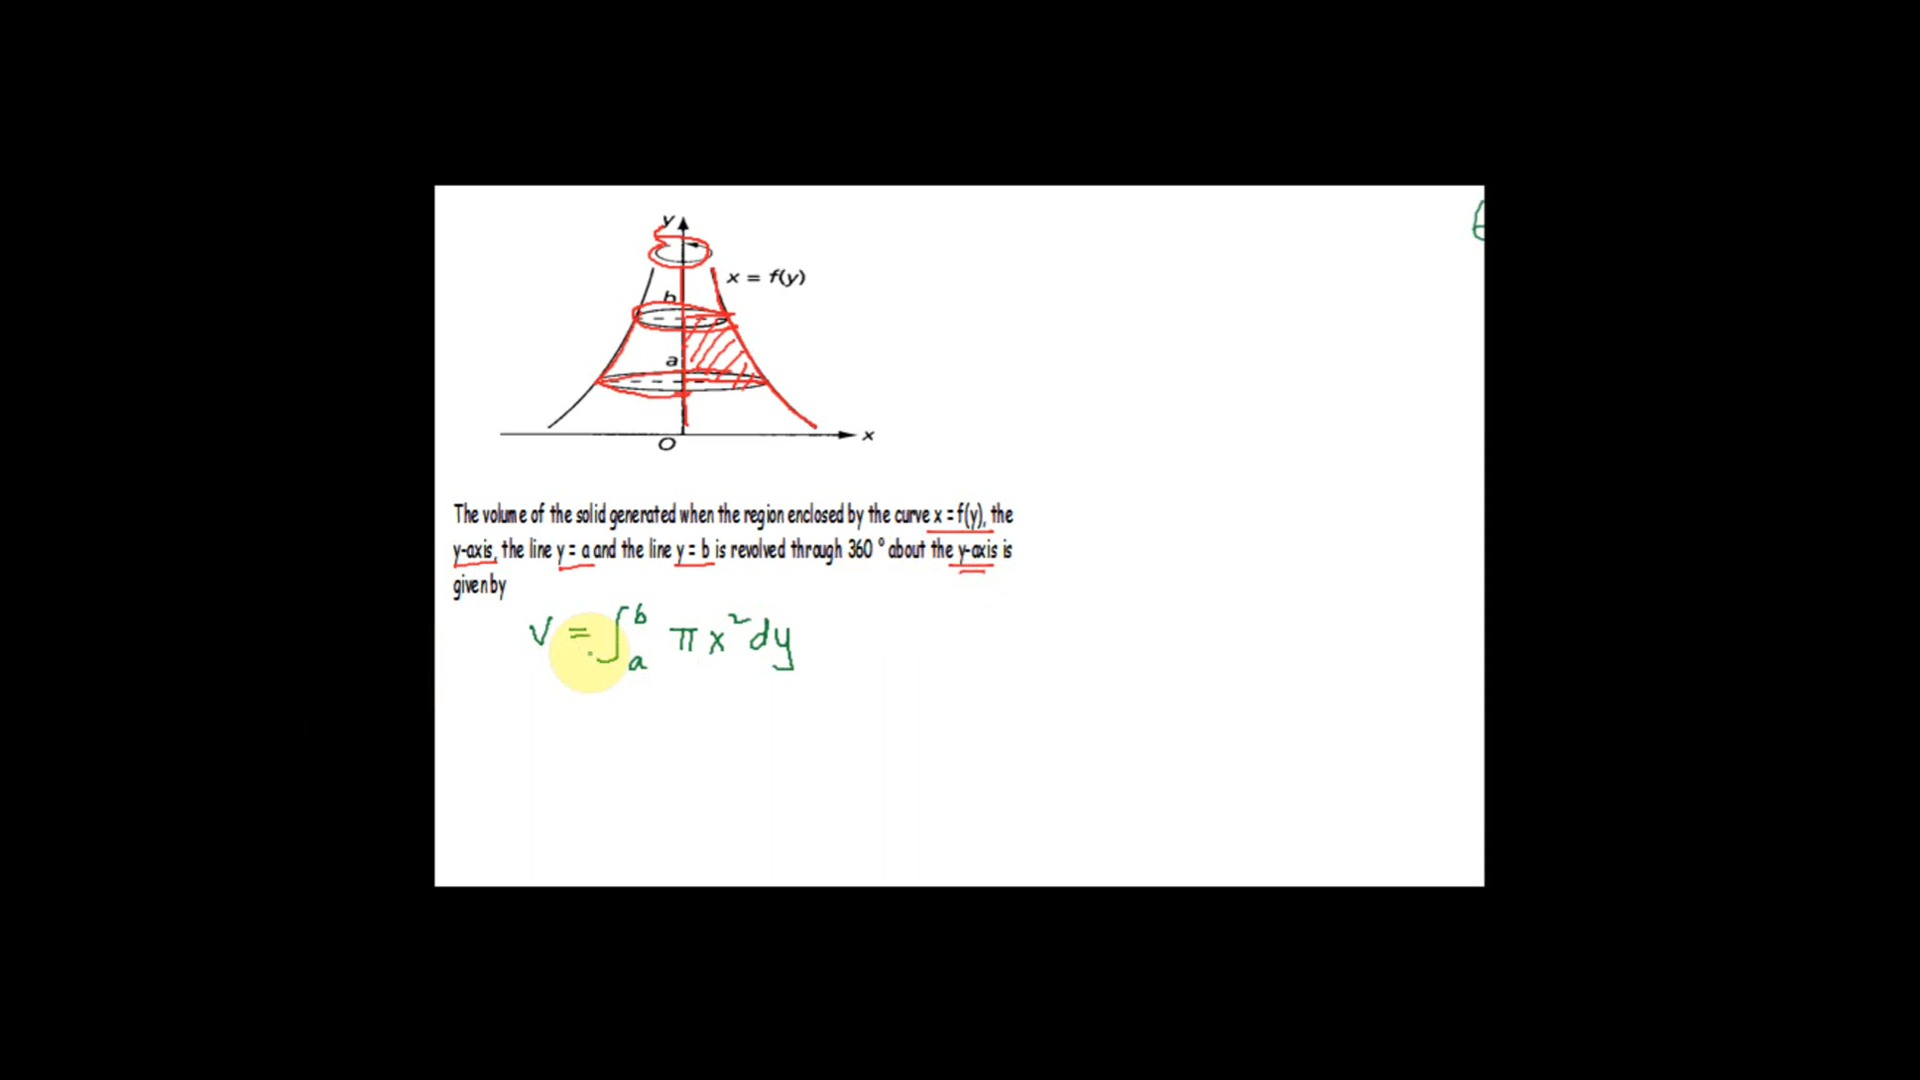 y
x = f(y)
b
a
O
x
The volume of the solid generated when the region enclosed by the curve x = f(y), the
y-axis, the line y = a and the line y = b is revolved through 360 ° about the y-axis is
given by
V = ∫ₐᵇ π x² dy